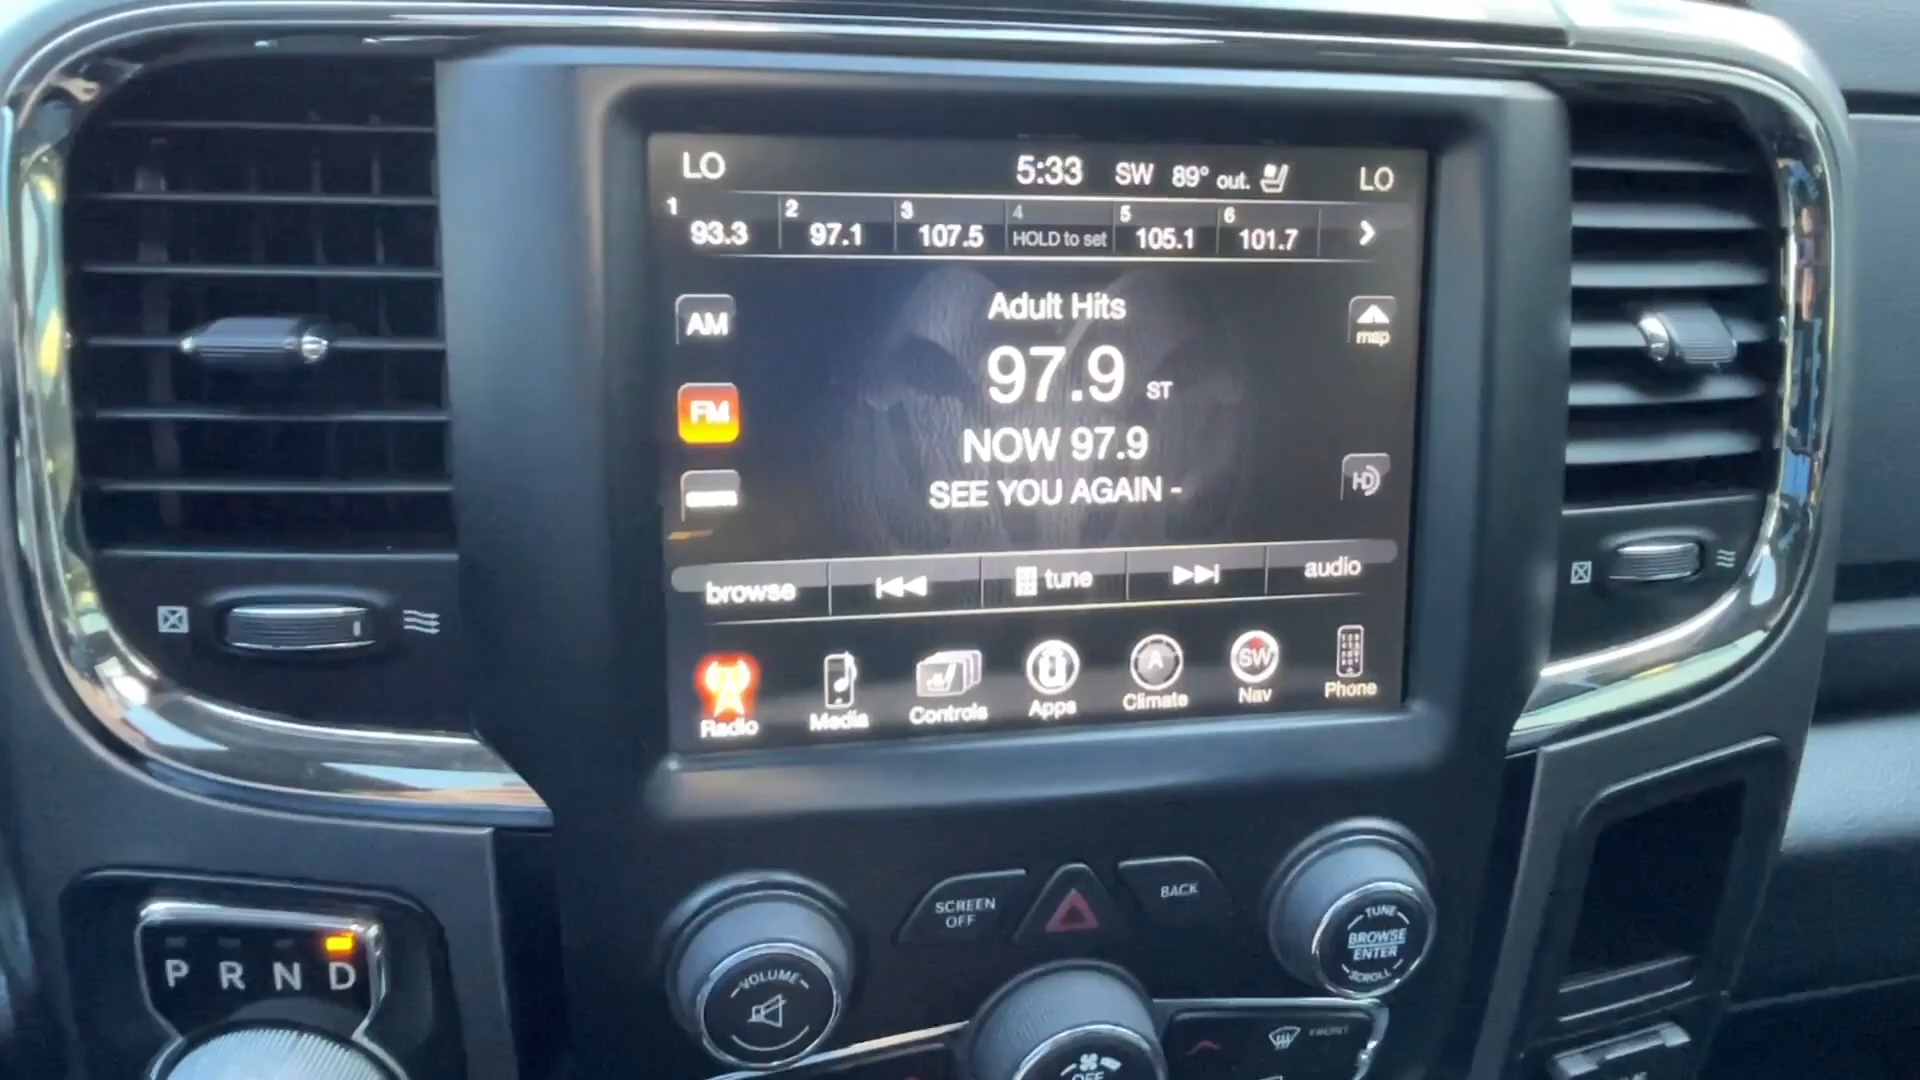 LO 5:33 SW 89° out. LO
1 93.3 2 97.1 3 107.5 4 HOLD to set 5 105.1 6 101.7
Adult Hits
AM map
97.9 ST
FM
NOW 97.9
HD
SEE YOU AGAIN -
browse tune audio
A SW
Radio Media Controls Apps Climate Nav Phone
SCREEN OFF
BACK
TUNE
BROWSE
ENTER
SCROLL
P R N D
VOLUME
FRONT
OFF